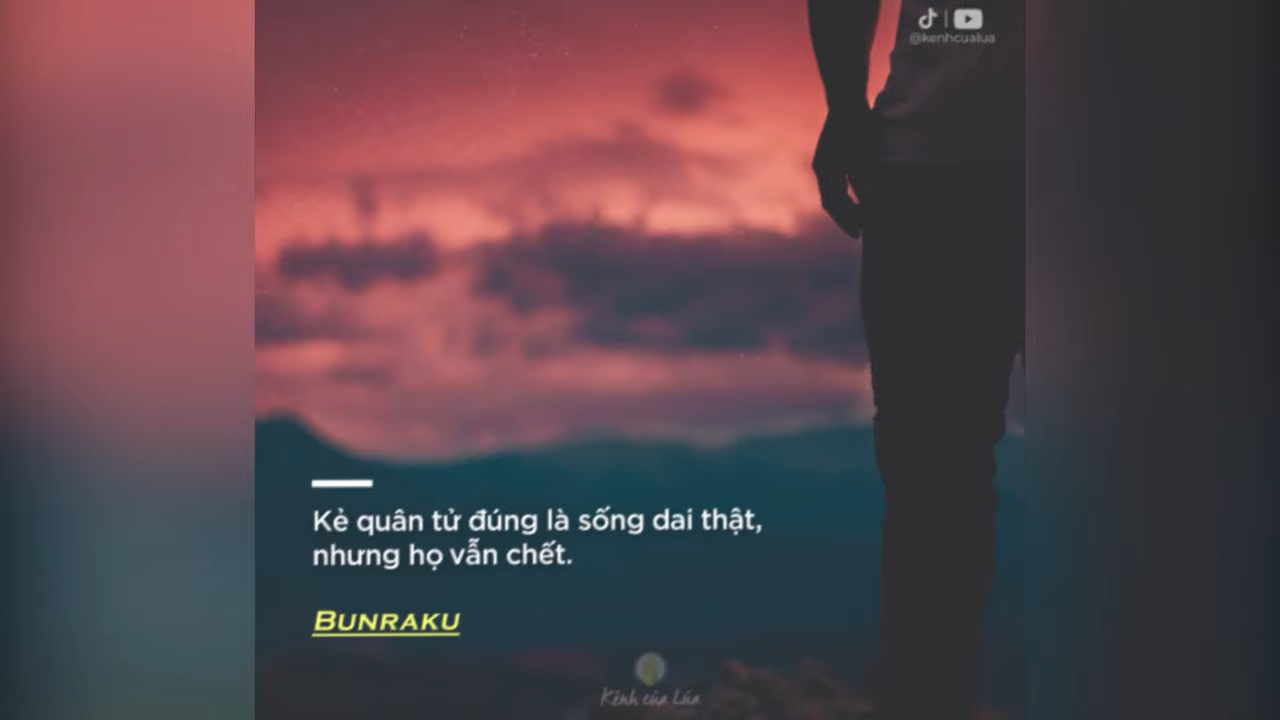 @kenhcualua
Kẻ quân tử đúng là sống dai thật,
nhưng họ vẫn chết.
BUNRAKU
Kênh của Lúa